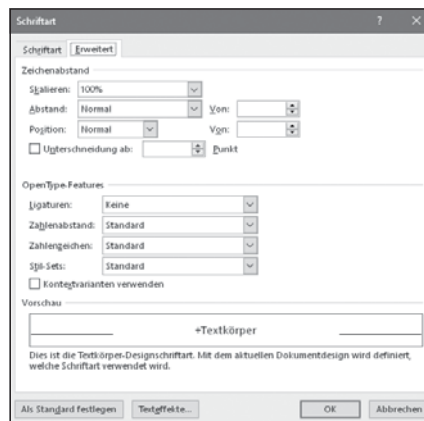 Schriftart ? ×
Schriftart Erweitert
Zeichenabstand
Skalieren: 100%
Abstand: Normal Von:
Position: Normal Von:
Unterschneidung ab: Punkt
OpenType-Features
Ligaturen: Keine
Zahlenabstand: Standard
Zahlenzeichen: Standard
Stil-Sets: Standard
Kontextvarianten verwenden
Vorschau
+Textkörper
Dies ist die Textkörper-Designschriftart. Mit dem aktuellen Dokumentdesign wird definiert,
welche Schriftart verwendet wird.
Als Standard festlegen Texteffekte... OK Abbrechen